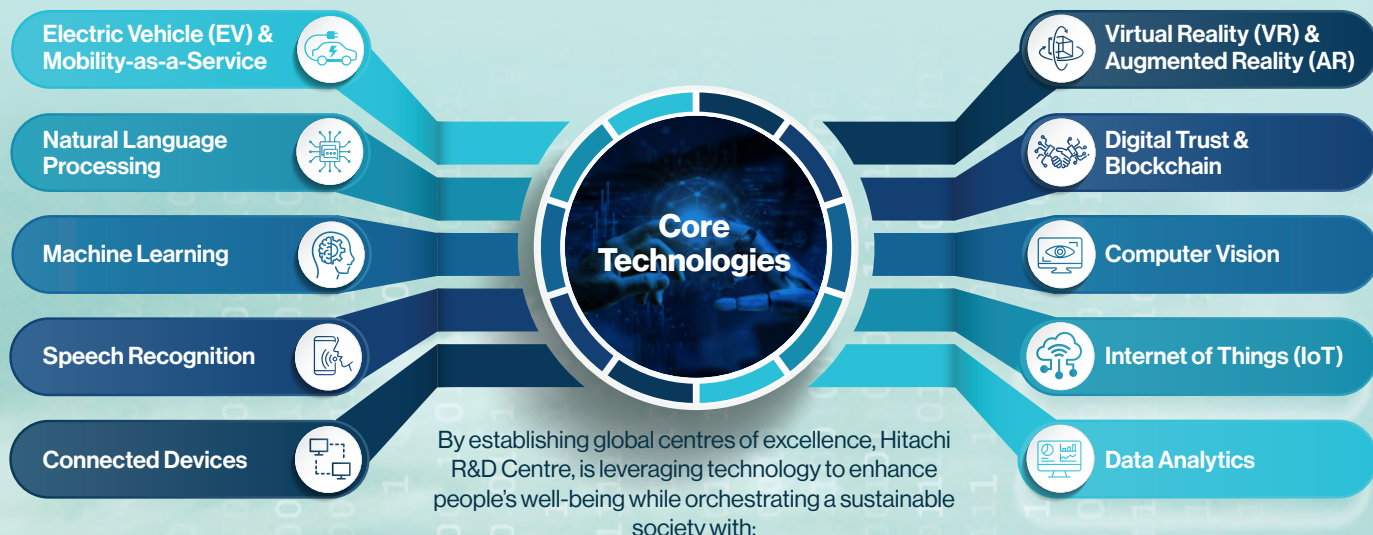 Electric Vehicle (EV) &
Mobility-as-a-Service
Natural Language
Processing
Machine Learning
Speech Recognition
Connected Devices
Core
Technologies
Virtual Reality (VR) &
Augmented Reality (AR)
Digital Trust &
Blockchain
Computer Vision
Internet of Things (IoT)
Data Analytics
By establishing global centres of excellence, Hitachi
R&D Centre, is leveraging technology to enhance
people's well-being while orchestrating a sustainable
society with: